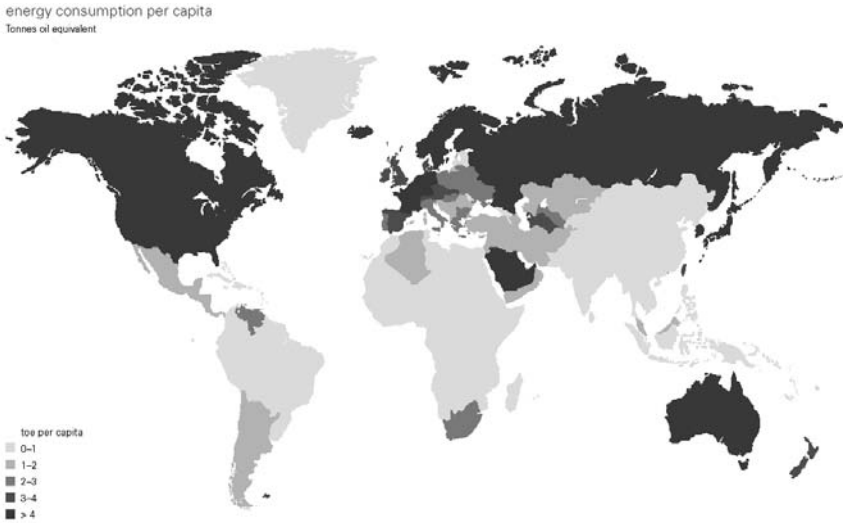 energy consumption per capita
Tonnes oil equivalent
toe per capita
0–1
1–2
2–3
3–4
> 4